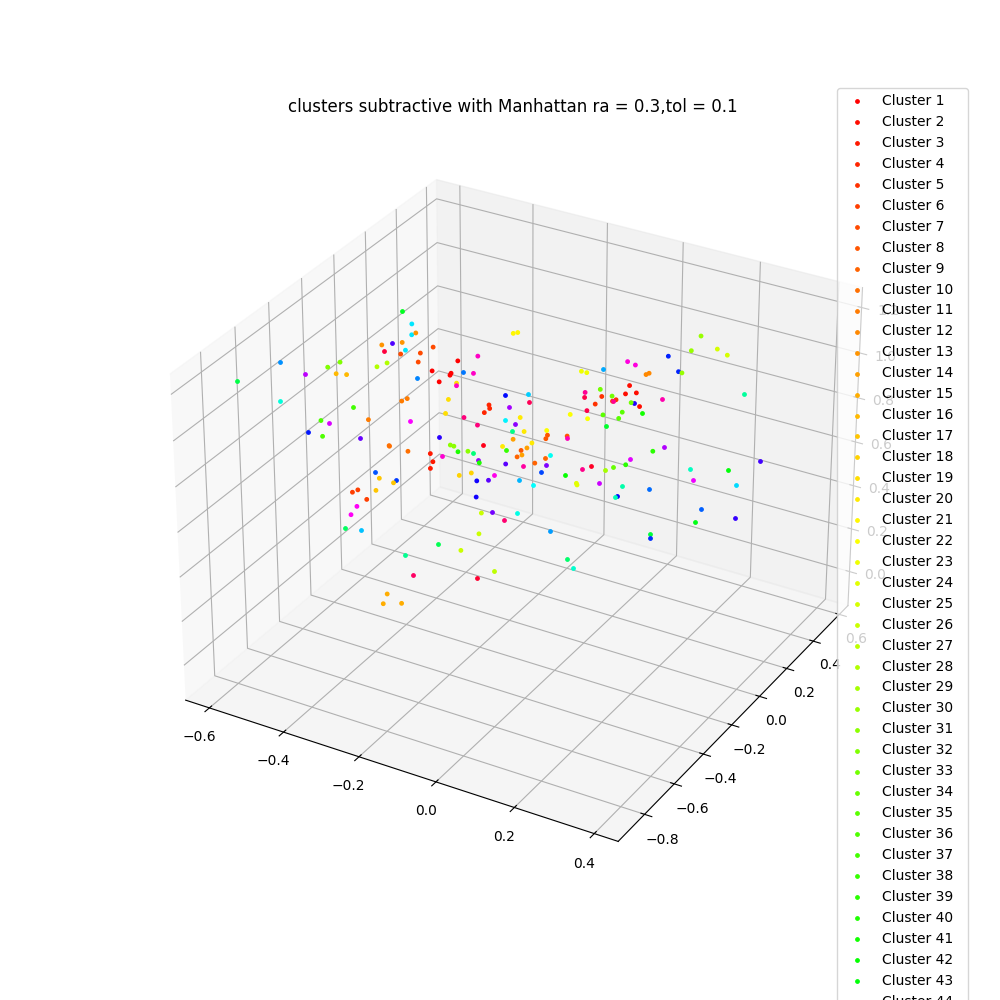 clusters subtractive with Manhattan ra = 0.3,tol = 0.1
Cluster 1
Cluster 2
Cluster 3
Cluster 4
Cluster 5
Cluster 6
Cluster 7
Cluster 8
Cluster 9
Cluster 10
Cluster 11
Cluster 12
Cluster 13
Cluster 14
Cluster 15
Cluster 16
Cluster 17
Cluster 18
Cluster 19
Cluster 20
Cluster 21
Cluster 22
Cluster 23
Cluster 24
Cluster 25
Cluster 26
Cluster 27
Cluster 28
Cluster 29
Cluster 30
Cluster 31
Cluster 32
Cluster 33
Cluster 34
Cluster 35
Cluster 36
Cluster 37
Cluster 38
Cluster 39
Cluster 40
Cluster 41
Cluster 42
Cluster 43
Cluster 44
1.0
0.8
0.6
0.4
0.2
0.0
0.6
0.4
0.2
0.0
−0.2
−0.4
−0.6
−0.8
−0.6
−0.4
−0.2
0.0
0.2
0.4